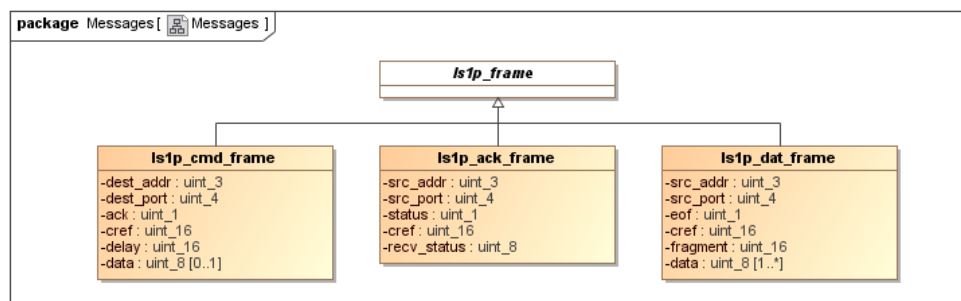 package Messages [ Messages ]
ls1p_frame
ls1p_cmd_frame
-dest_addr : uint_3
-dest_port : uint_4
-ack : uint_1
-cref : uint_16
-delay : uint_16
-data : uint_8 [0..1]
ls1p_ack_frame
-src_addr : uint_3
-src_port : uint_4
-status : uint_1
-cref : uint_16
-recv_status : uint_8
ls1p_dat_frame
-src_addr : uint_3
-src_port : uint_4
-eof : uint_1
-cref : uint_16
-fragment : uint_16
-data : uint_8 [1..*]